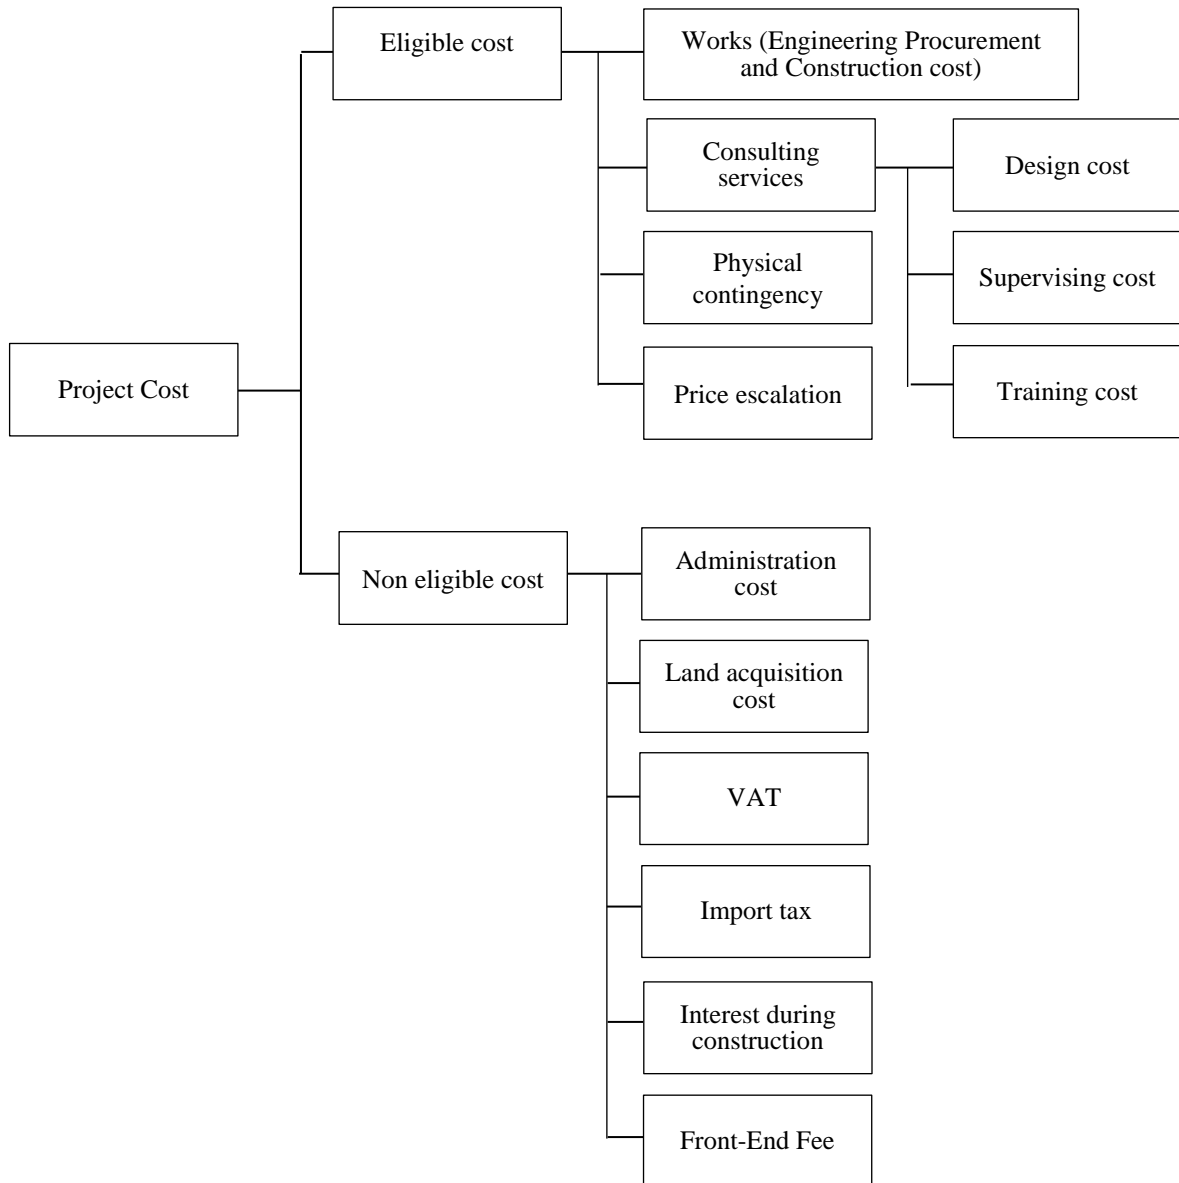 Eligible cost
Works (Engineering Procurement
and Construction cost)
Consulting
services
Design cost
Physical
contingency
Supervising cost
Project Cost
Price escalation
Training cost
Non eligible cost
Administration
cost
Land acquisition
cost
VAT
Import tax
Interest during
construction
Front-End Fee